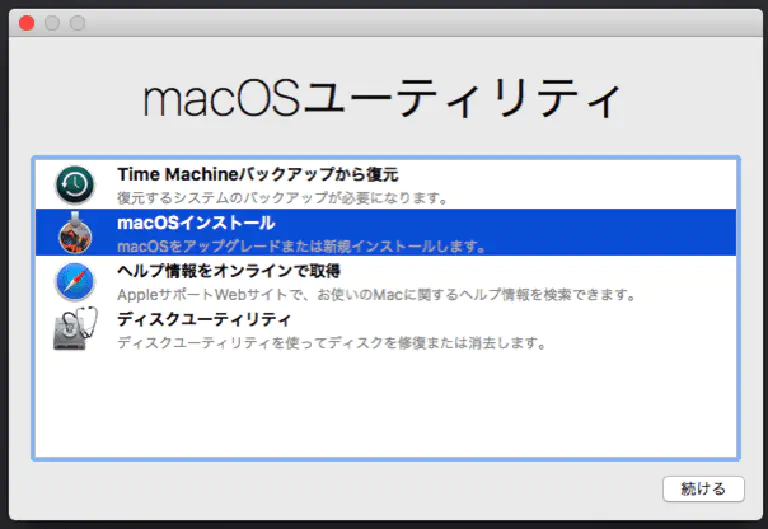 macOSユーティリティ
Time Machineバックアップから復元
復元するシステムのバックアップが必要になります。
macOSインストール
macOSをアップグレードまたは新規インストールします。
ヘルプ情報をオンラインで取得
AppleサポートWebサイトで、お使いのMacに関するヘルプ情報を検索できます。
ディスクユーティリティ
ディスクユーティリティを使ってディスクを修復または消去します。
続ける